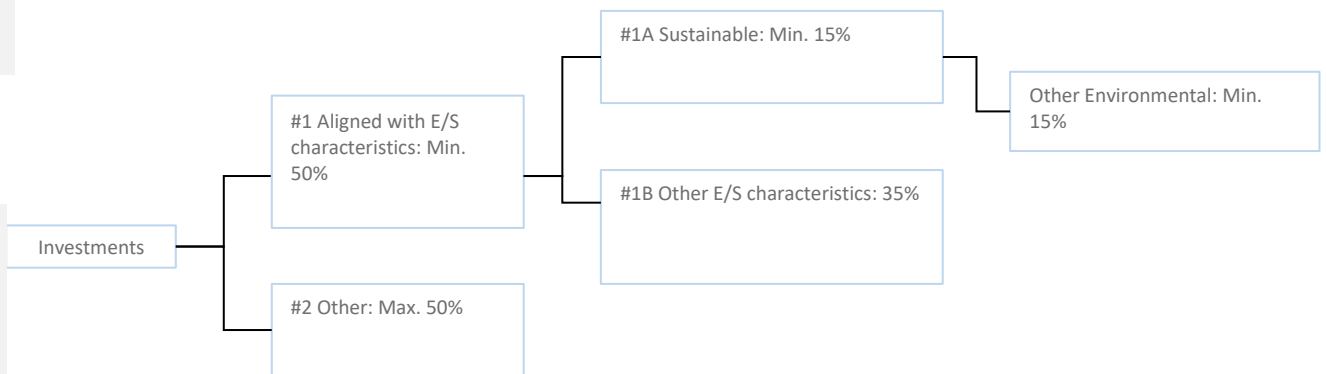 #1A Sustainable: Min. 15%
Other Environmental: Min.
15%
#1 Aligned with E/S
characteristics: Min.
50%
#1B Other E/S characteristics: 35%
Investments
#2 Other: Max. 50%